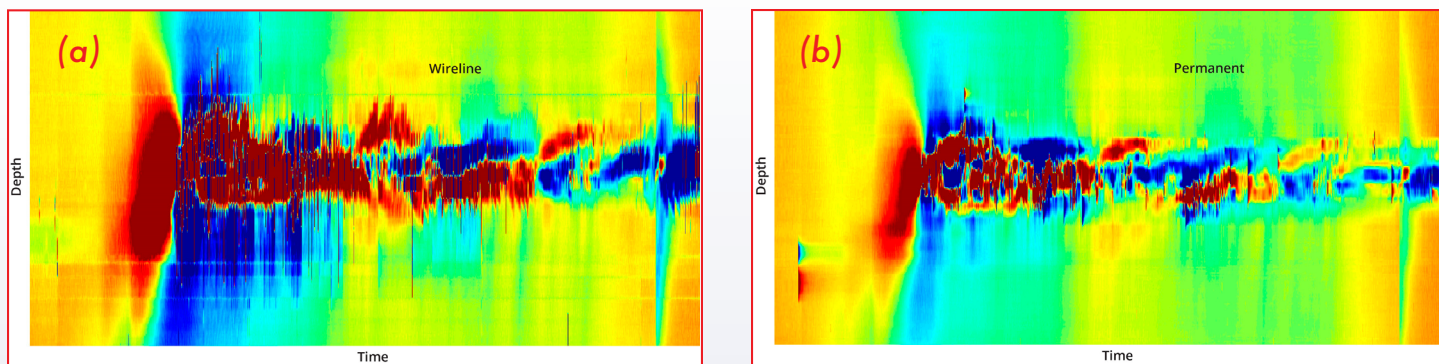 (a)
Wireline
Depth
Time
(b)
Permanent
Depth
Time